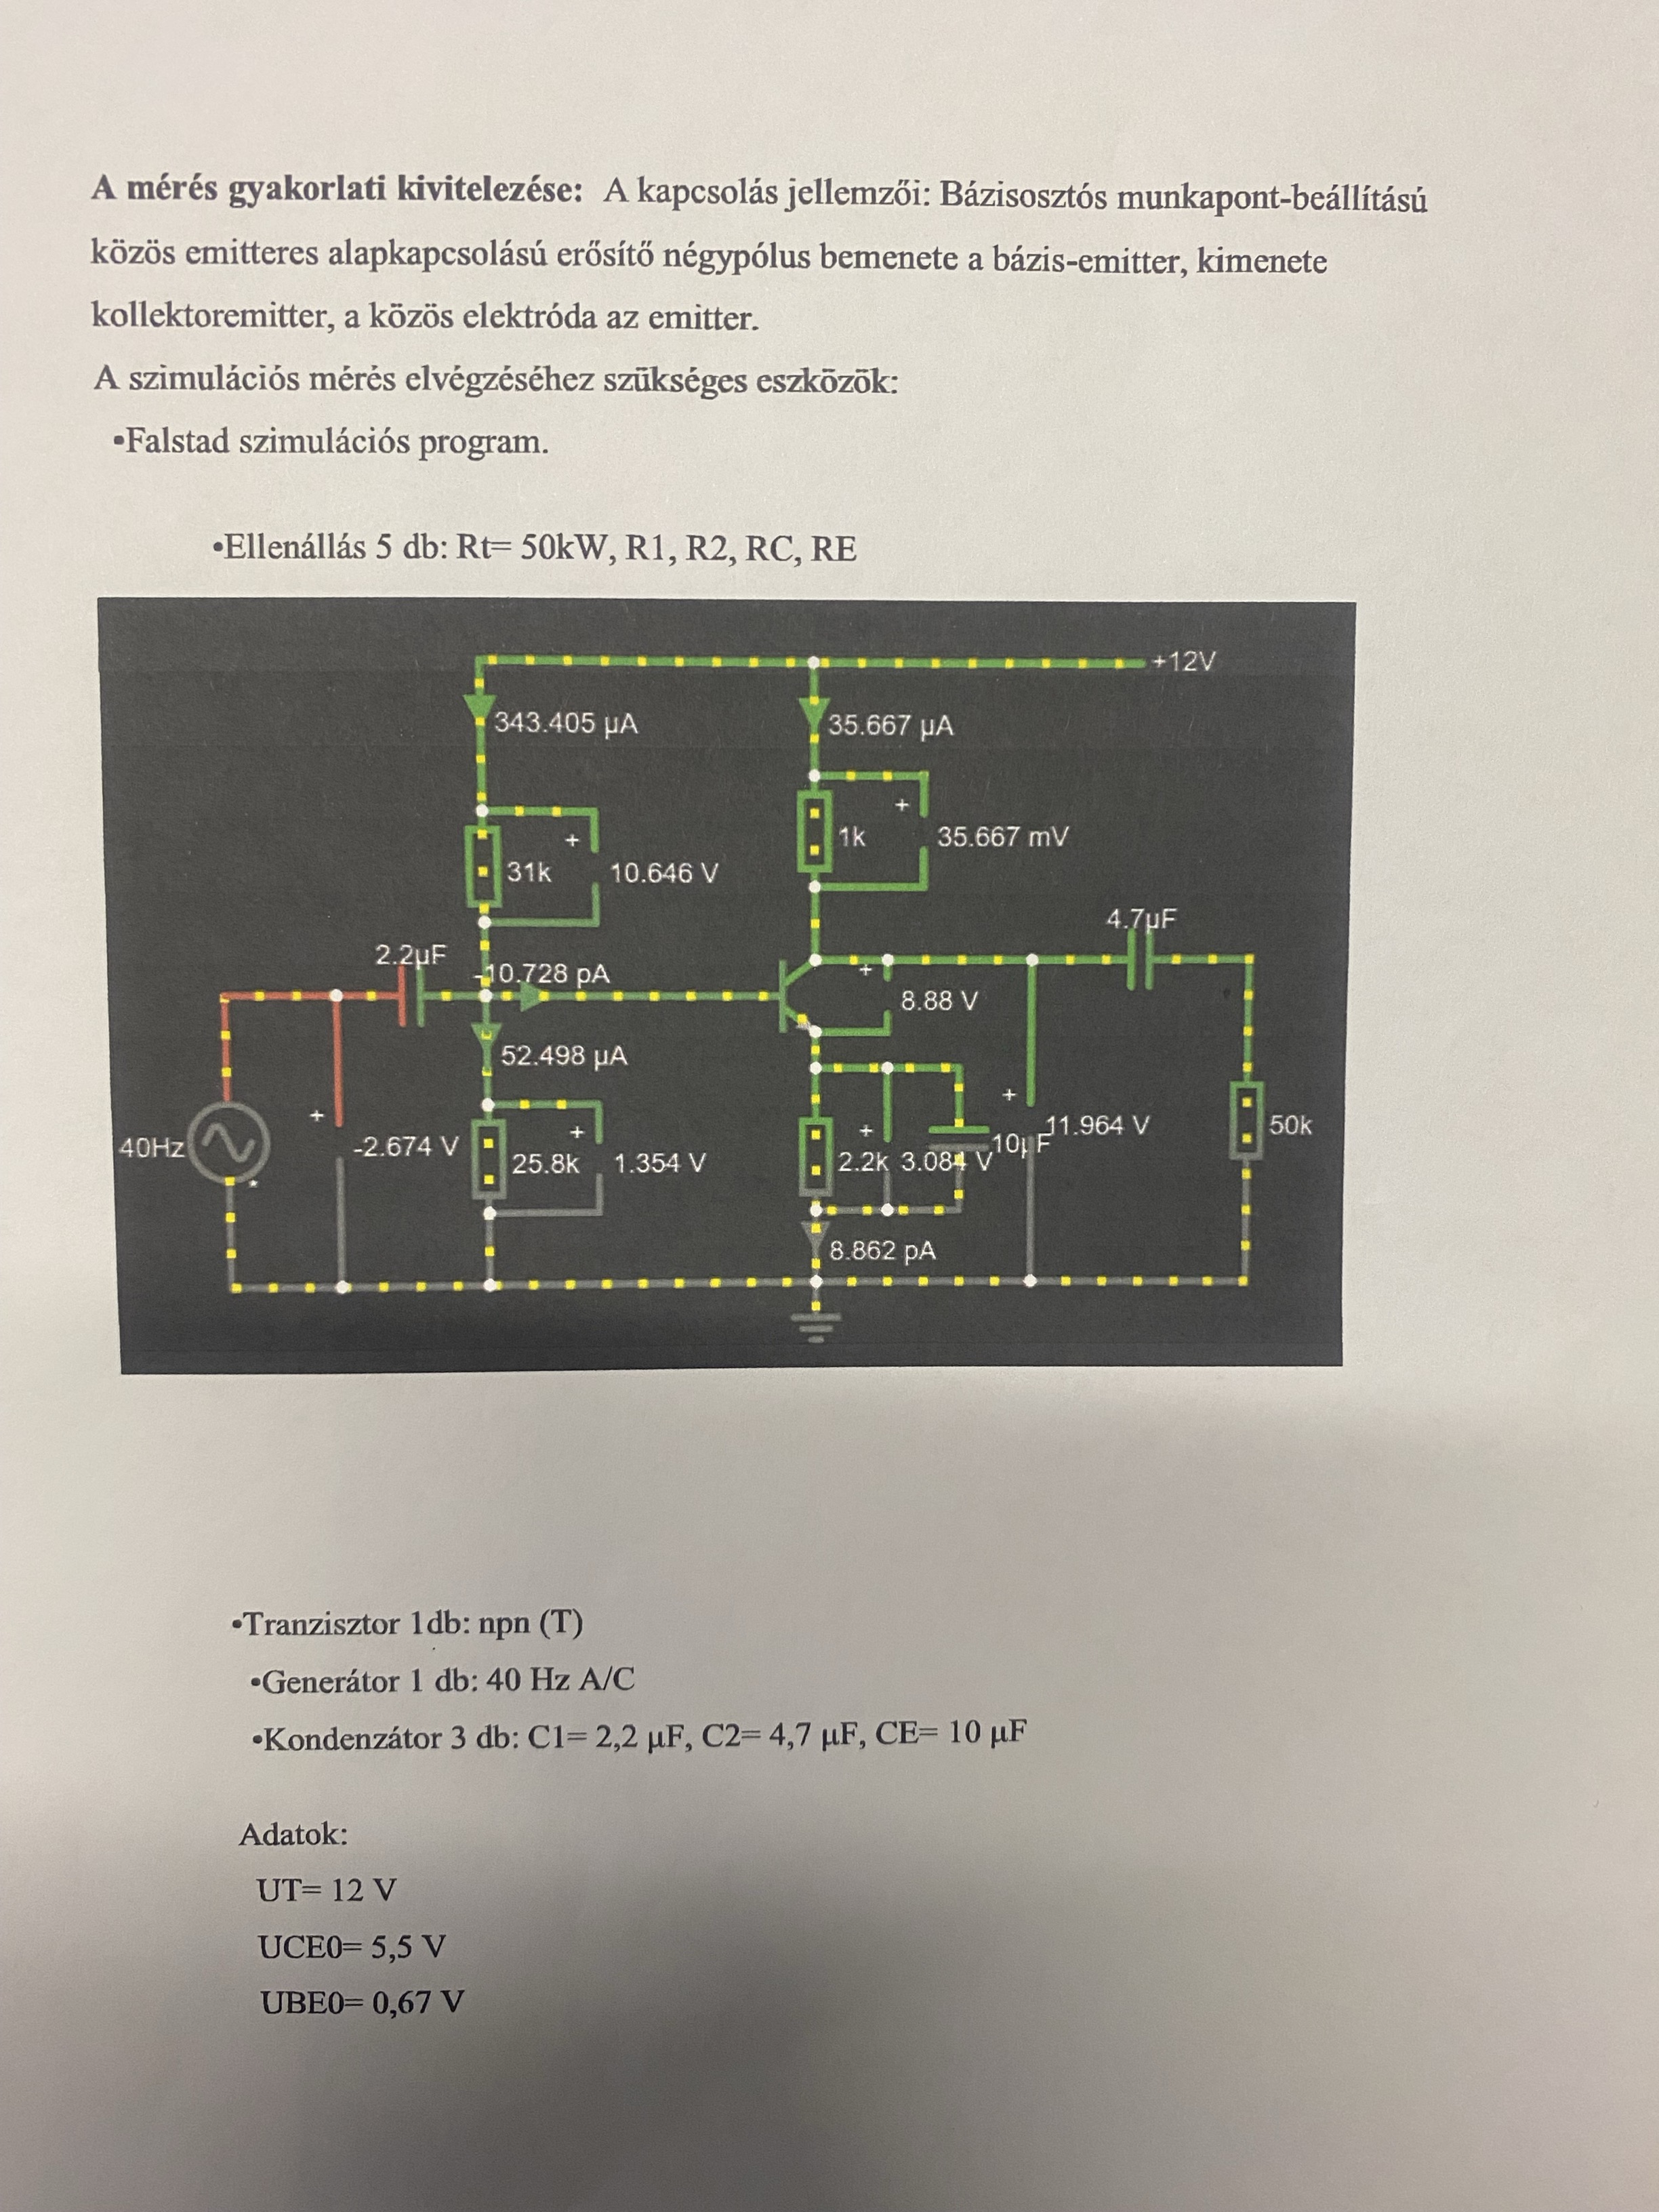 A mérés gyakorlati kivitelezése: A kapcsolás jellemzői: Bázisosztós munkapont-beállítású
közös emitteres alapkapcsolású erősítő négypólus bemenete a bázis-emitter, kimenete
kollektoremitter, a közös elektróda az emitter.
A szimulációs mérés elvégzéséhez szükséges eszközök:
•Falstad szimulációs program.
•Ellenállás 5 db: Rt= 50kW, R1, R2, RC, RE
+12V
343.405 µA
35.667 µA
+
1k
35.667 mV
+
31k
10.646 V
4.7µF
2.2µF
-10.728 pA
+
8.88 V
52.498 µA
+
+
11.964 V
50k
40Hz
-2.674 V
+
25.8k
1.354 V
+
2.2k
3.084 V
10µF
8.862 pA
•Tranzisztor 1db: npn (T)
•Generátor 1 db: 40 Hz A/C
•Kondenzátor 3 db: C1= 2,2 µF, C2= 4,7 µF, CE= 10 µF
Adatok:
UT= 12 V
UCE0= 5,5 V
UBE0= 0,67 V